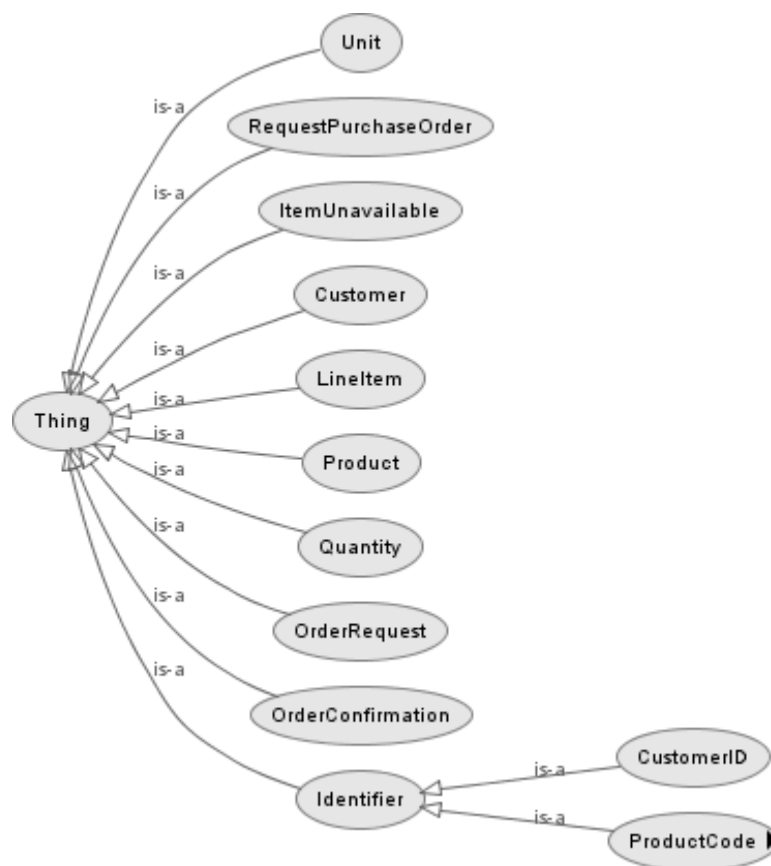 Unit
is-a
RequestPurchaseOrder
is-a
ItemUnavailable
is-a
Customer
is-a
LineItem
is-a
Thing
is-a
Product
is-a
Quantity
is-a
OrderRequest
is-a
OrderConfirmation
is-a
Identifier
is-a
CustomerID
is-a
ProductCode